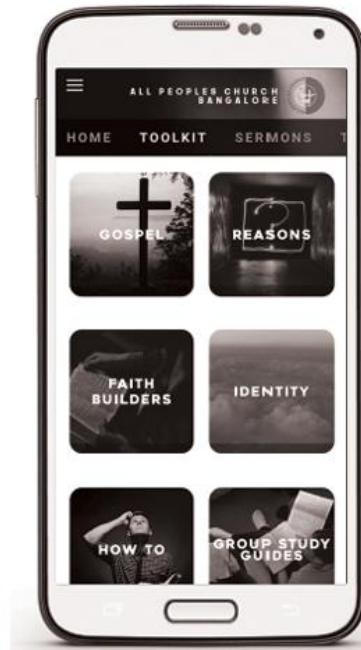 ALL PEOPLES CHURCH
BANGALORE
HOME TOOLKIT SERMONS T
GOSPEL
REASONS
FAITH
BUILDERS
IDENTITY
HOW TO
GROUP STUDY
GUIDES